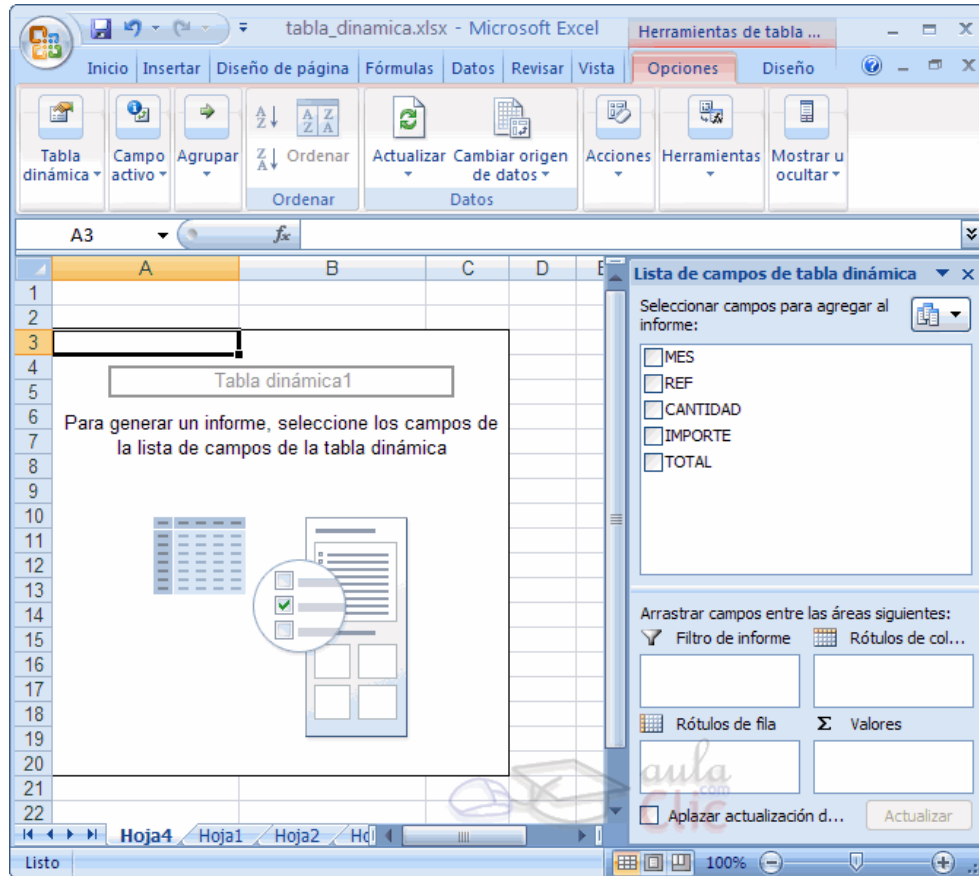 tabla_dinamica.xlsx - Microsoft Excel
Herramientas de tabla ...
Inicio Insertar Diseño de página Fórmulas Datos Revisar Vista Opciones Diseño
Tabla dinámica
Campo activo
Agrupar
Ordenar
Ordenar
Actualizar
Cambiar origen de datos
Datos
Acciones
Herramientas
Mostrar u ocultar
A3
fx
A B C D E
1
2
3
4
5
6
7
8
9
10
11
12
13
14
15
16
17
18
19
20
21
22
Tabla dinámica1
Para generar un informe, seleccione los campos de
la lista de campos de la tabla dinámica
Lista de campos de tabla dinámica
Seleccionar campos para agregar al
informe:
MES
REF
CANTIDAD
IMPORTE
TOTAL
Arrastrar campos entre las áreas siguientes:
Filtro de informe
Rótulos de col...
Rótulos de fila
Σ Valores
aula
.com
Clic
Aplazar actualización d...
Actualizar
Hoja4 Hoja1 Hoja2
Listo
100%